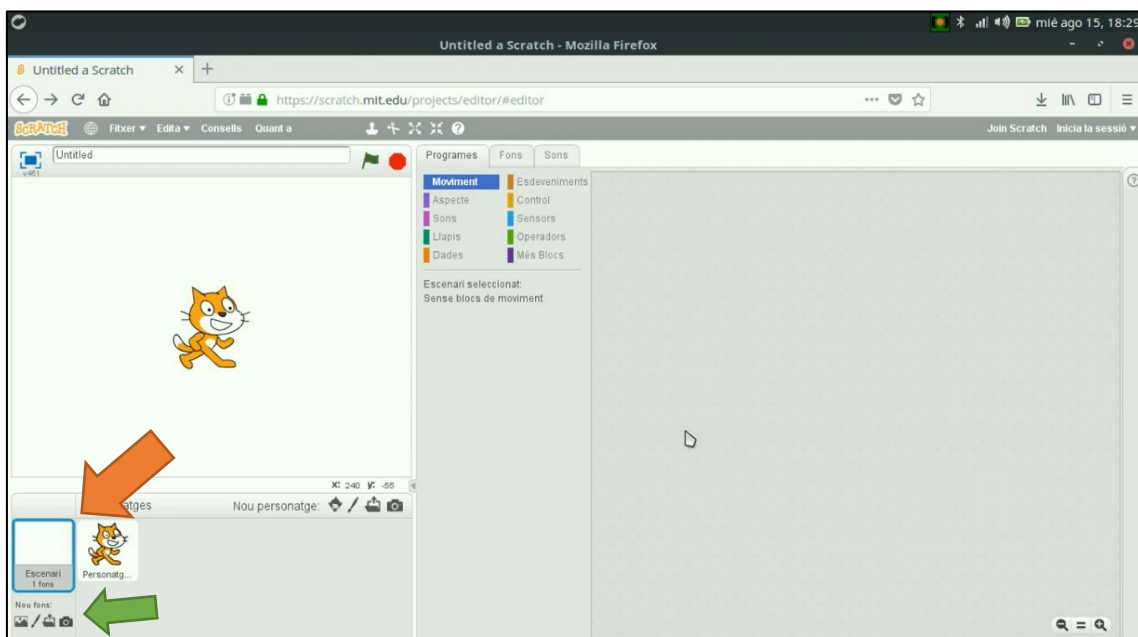 mié ago 15, 18:29
Untitled a Scratch - Mozilla Firefox
Untitled a Scratch
https://scratch.mit.edu/projects/editor/#editor
SCRATCH Fitxer Edita Consells Quant a Join Scratch Inicia la sessió
Untitled
v461
Programes Fons Sons
Moviment Esdeveniments
Aspecte Control
Sons Sensors
Llapis Operadors
Dades Més Blocs
Escenari seleccionat:
Sense blocs de moviment
X: 240 Y: -55
atges Nou personatge:
Escenari
1 fons
Personatg...
Nou fons: